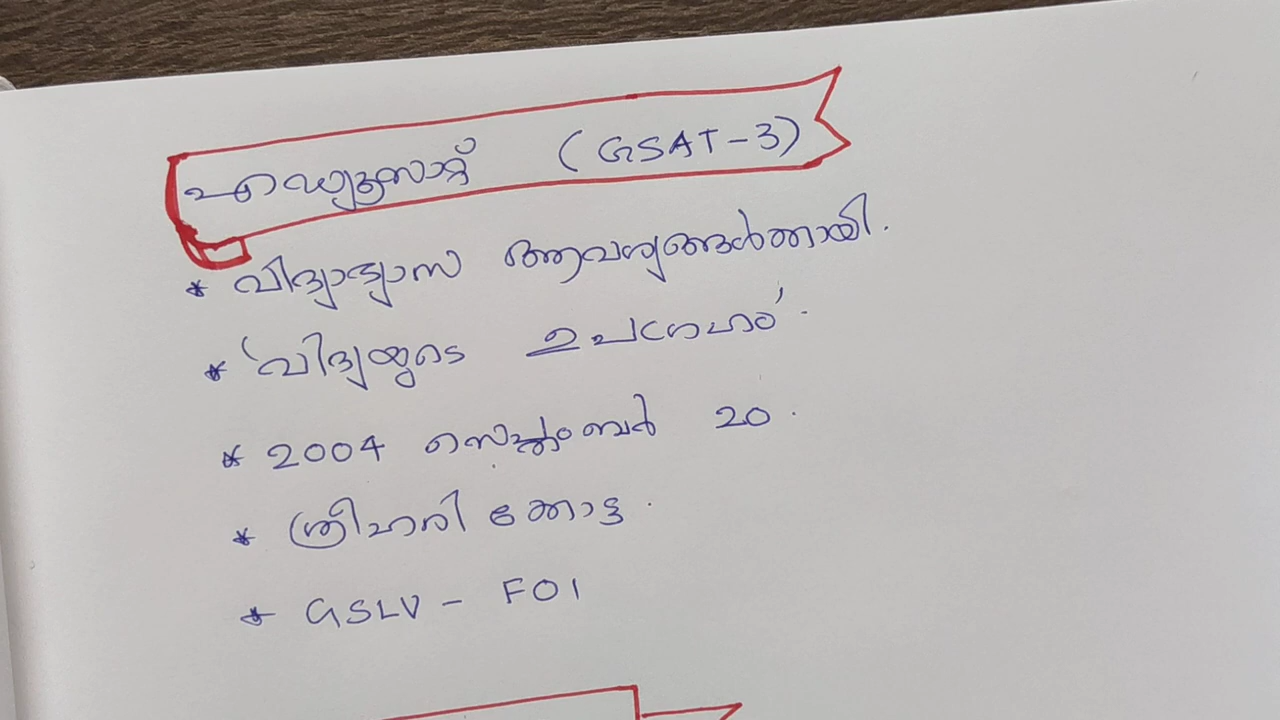 എഡ്യൂസാറ്റ് (GSAT-3)
* വിദ്യാഭ്യാസ ആവശ്യങ്ങൾക്കായി.
* 'വിദ്യയുടെ ഉപഗ്രഹം'.
* 2004 സെപ്തംബർ 20.
* ശ്രീഹരി കോട്ട.
* GSLV - F01